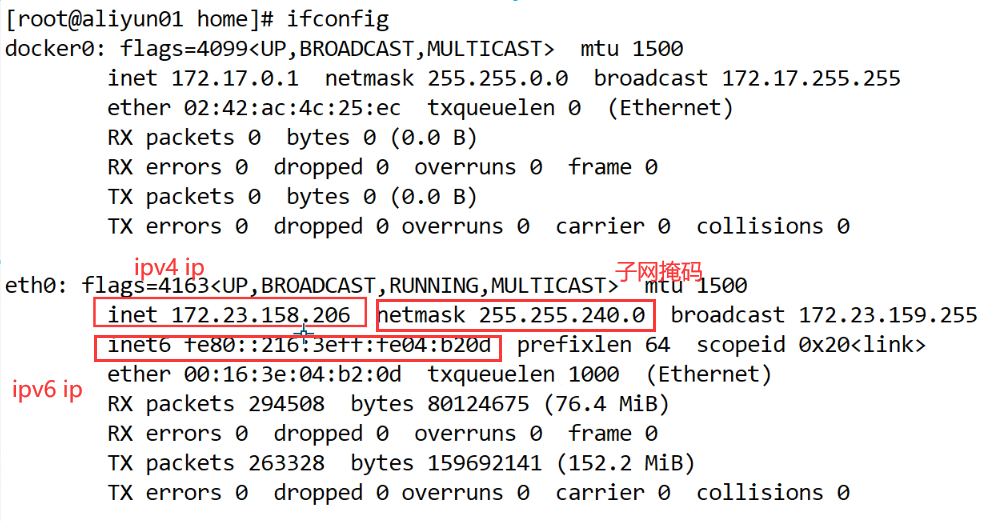 [root@aliyun01 home]# ifconfig
docker0: flags=4099<UP,BROADCAST,MULTICAST>  mtu 1500
        inet 172.17.0.1  netmask 255.255.0.0  broadcast 172.17.255.255
        ether 02:42:ac:4c:25:ec  txqueuelen 0  (Ethernet)
        RX packets 0  bytes 0 (0.0 B)
        RX errors 0  dropped 0  overruns 0  frame 0
        TX packets 0  bytes 0 (0.0 B)
        TX errors 0  dropped 0 overruns 0  carrier 0  collisions 0
ipv4 ip
子网掩码
eth0: flags=4163<UP,BROADCAST,RUNNING,MULTICAST>  mtu 1500
        inet 172.23.158.206  netmask 255.255.240.0  broadcast 172.23.159.255
        inet6 fe80::216:3eff:fe04:b20d  prefixlen 64  scopeid 0x20<link>
        ether 00:16:3e:04:b2:0d  txqueuelen 1000  (Ethernet)
ipv6 ip
        RX packets 294508  bytes 80124675 (76.4 MiB)
        RX errors 0  dropped 0  overruns 0  frame 0
        TX packets 263328  bytes 159692141 (152.2 MiB)
        TX errors 0  dropped 0 overruns 0  carrier 0  collisions 0